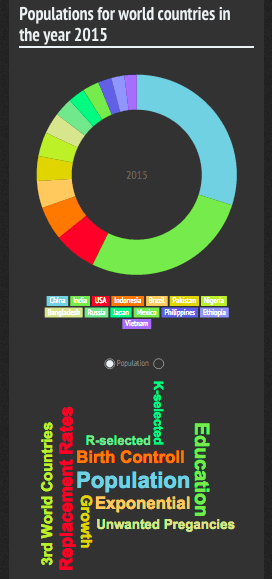 Populations for world countries in
the year 2015
2015
China India USA Indonesia Brazil Pakistan Nigeria
Bangladesh Russia Japan Mexico Philippines Ethiopia
Vietnam
Population
K-selected
R-selected
Education
3rd World Countries
Replacement Rates
Birth Controll
Population
Growth
Exponential
Unwanted Pregancies